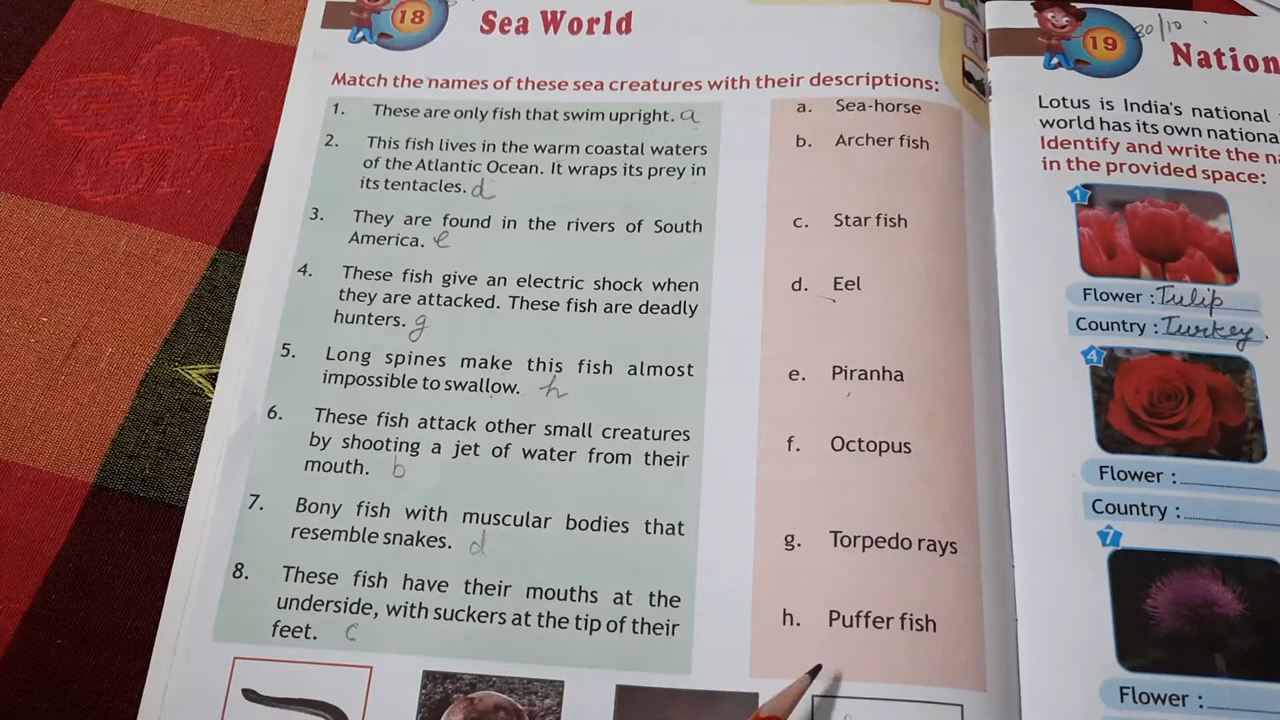 18
Sea World
Match the names of these sea creatures with their descriptions:
1. These are only fish that swim upright. a
2. This fish lives in the warm coastal waters
of the Atlantic Ocean. It wraps its prey in
its tentacles. d
3. They are found in the rivers of South
America. e
4. These fish give an electric shock when
they are attacked. These fish are deadly
hunters. g
5. Long spines make this fish almost
impossible to swallow. h
6. These fish attack other small creatures
by shooting a jet of water from their
mouth. b
7. Bony fish with muscular bodies that
resemble snakes. d
8. These fish have their mouths at the
underside, with suckers at the tip of their
feet. c
a. Sea-horse
b. Archer fish
c. Star fish
d. Eel
e. Piranha
f. Octopus
g. Torpedo rays
h. Puffer fish
19
30/10
Nation
Lotus is India's national
world has its own nationa
Identify and write the n
in the provided space:
1
Flower : Tulip
Country : Turkey.
4
Flower :
Country :
7
Flower :